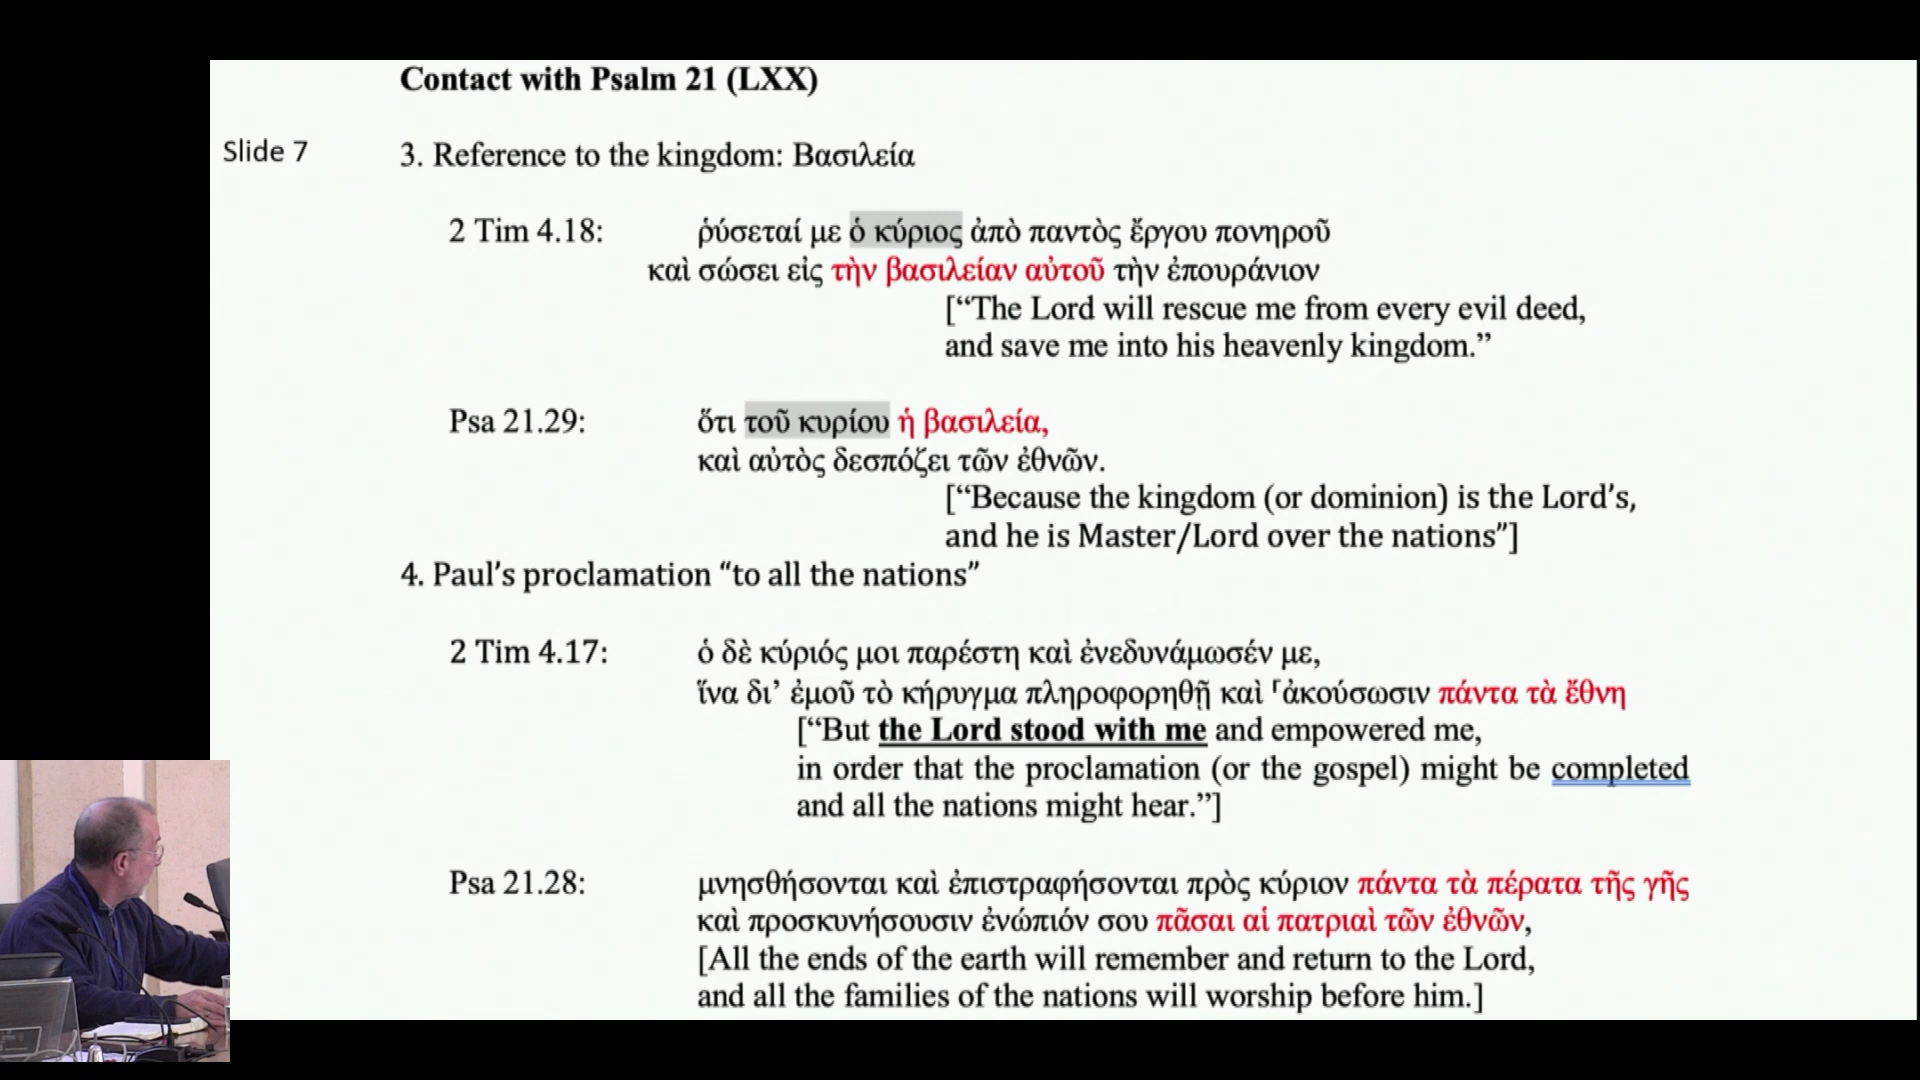 Contact with Psalm 21 (LXX)
Slide 7
3. Reference to the kingdom: Βασιλεία
2 Tim 4.18: ῥύσεταί με ὁ κύριος ἀπὸ παντὸς ἔργου πονηροῦ
καὶ σώσει εἰς τὴν βασιλείαν αὐτοῦ τὴν ἐπουράνιον
[“The Lord will rescue me from every evil deed,
and save me into his heavenly kingdom.”
Psa 21.29: ὅτι τοῦ κυρίου ἡ βασιλεία,
καὶ αὐτὸς δεσπόζει τῶν ἐθνῶν.
[“Because the kingdom (or dominion) is the Lord’s,
and he is Master/Lord over the nations”]
4. Paul’s proclamation “to all the nations”
2 Tim 4.17: ὁ δὲ κύριός μοι παρέστη καὶ ἐνεδυνάμωσέν με,
ἵνα δι’ ἐμοῦ τὸ κήρυγμα πληροφορηθῇ καὶ ⸀ἀκούσωσιν πάντα τὰ ἔθνη
[“But the Lord stood with me and empowered me,
in order that the proclamation (or the gospel) might be completed
and all the nations might hear.”]
Psa 21.28: μνησθήσονται καὶ ἐπιστραφήσονται πρὸς κύριον πάντα τὰ πέρατα τῆς γῆς
καὶ προσκυνήσουσιν ἐνώπιόν σου πᾶσαι αἱ πατριαὶ τῶν ἐθνῶν,
[All the ends of the earth will remember and return to the Lord,
and all the families of the nations will worship before him.]